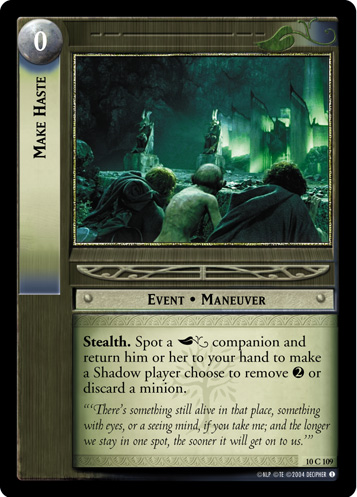 0
MAKE HASTE
EVENT • MANEUVER
Stealth. Spot a companion and
return him or her to your hand to make
a Shadow player choose to remove 2 or
discard a minion.
“‘There’s something still alive in that place, something
with eyes, or a seeing mind, if you take me; and the longer
we stay in one spot, the sooner it will get on to us.’”
10 C 109
©NLP ©TE ©2004 DECIPHER